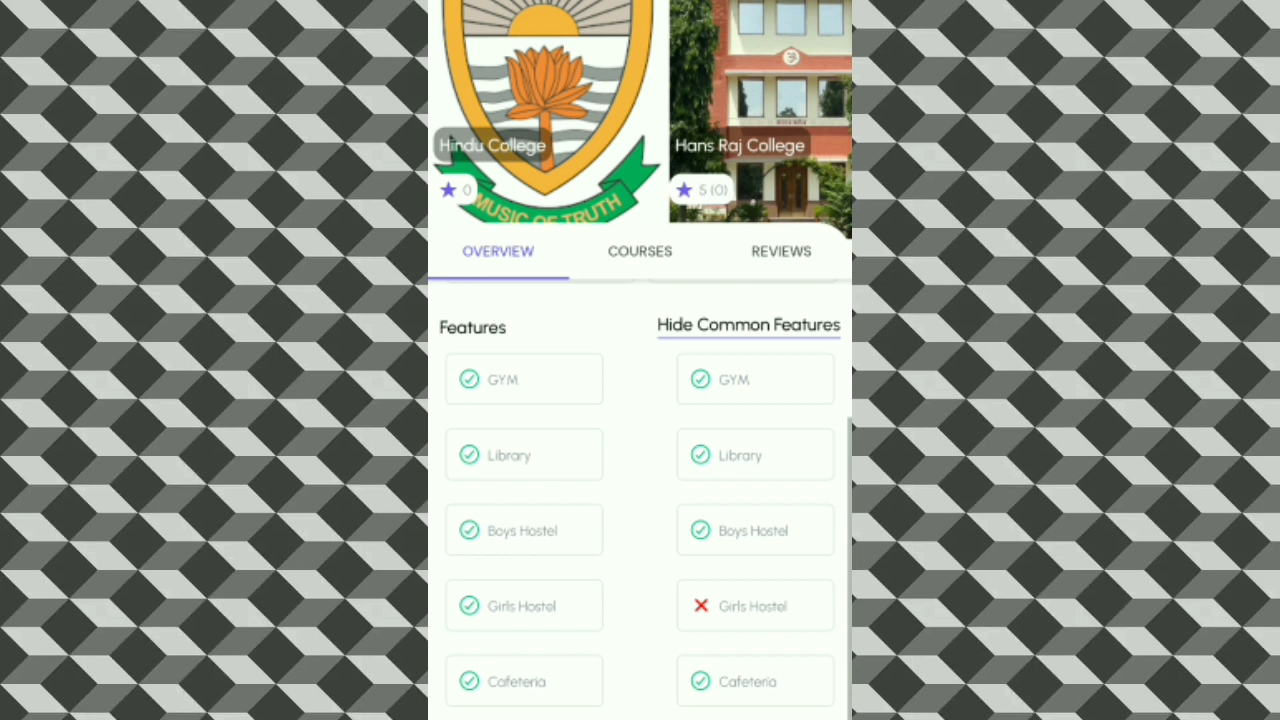 Hindu College
Hans Raj College
0
5 (0)
MUSIC OF TRUTH
OVERVIEW
COURSES
REVIEWS
Features
Hide Common Features
GYM
GYM
Library
Library
Boys Hostel
Boys Hostel
Girls Hostel
Girls Hostel
Cafeteria
Cafeteria